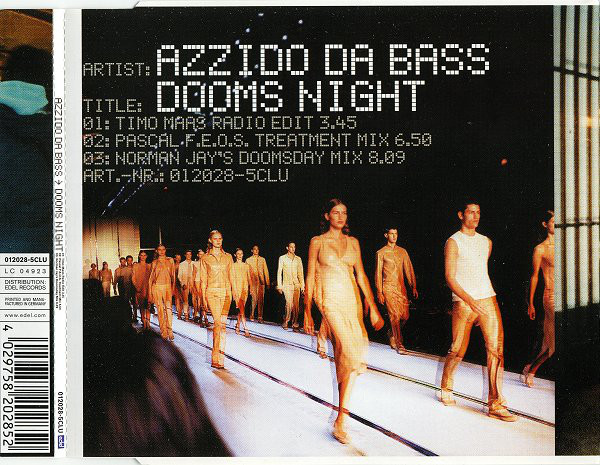 ARTIST: AZZIDO DA BASS
TITLE: DOOMS NIGHT
01: TIMO MAAS RADIO EDIT 3.45
02: PASCAL F.E.O.S. TREATMENT MIX 6.50
03: NORMAN JAY'S DOOMSDAY MIX 8.09
ART.-NR.: 012028-5CLU
AZZIDO DA BASS → DOOMS NIGHT
012028-5CLU
LC 04923
DISTRIBUTION:
EDEL RECORDS
PRINTED AND MANU-
FACTURED IN GERMANY
www.edel.com
4 029758 202852
012028-5CLU